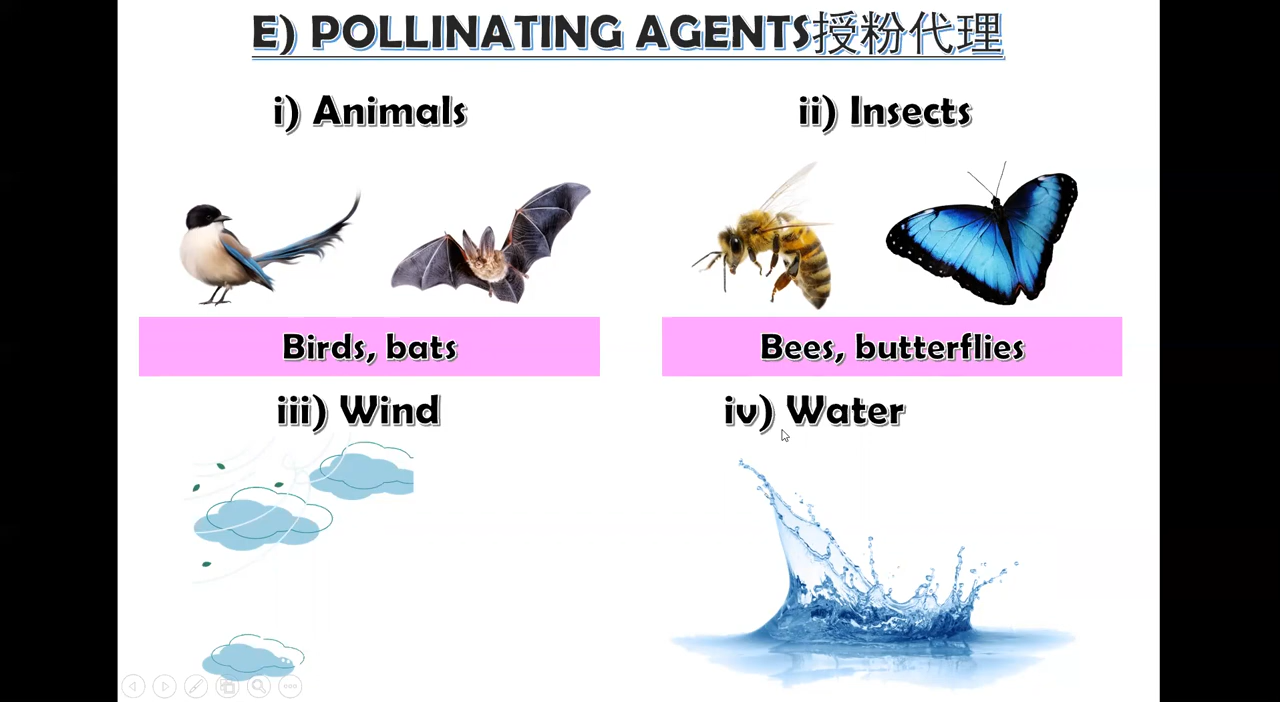 E) POLLINATING AGENTS授粉代理
i) Animals
ii) Insects
Birds, bats
Bees, butterflies
iii) Wind
iv) Water